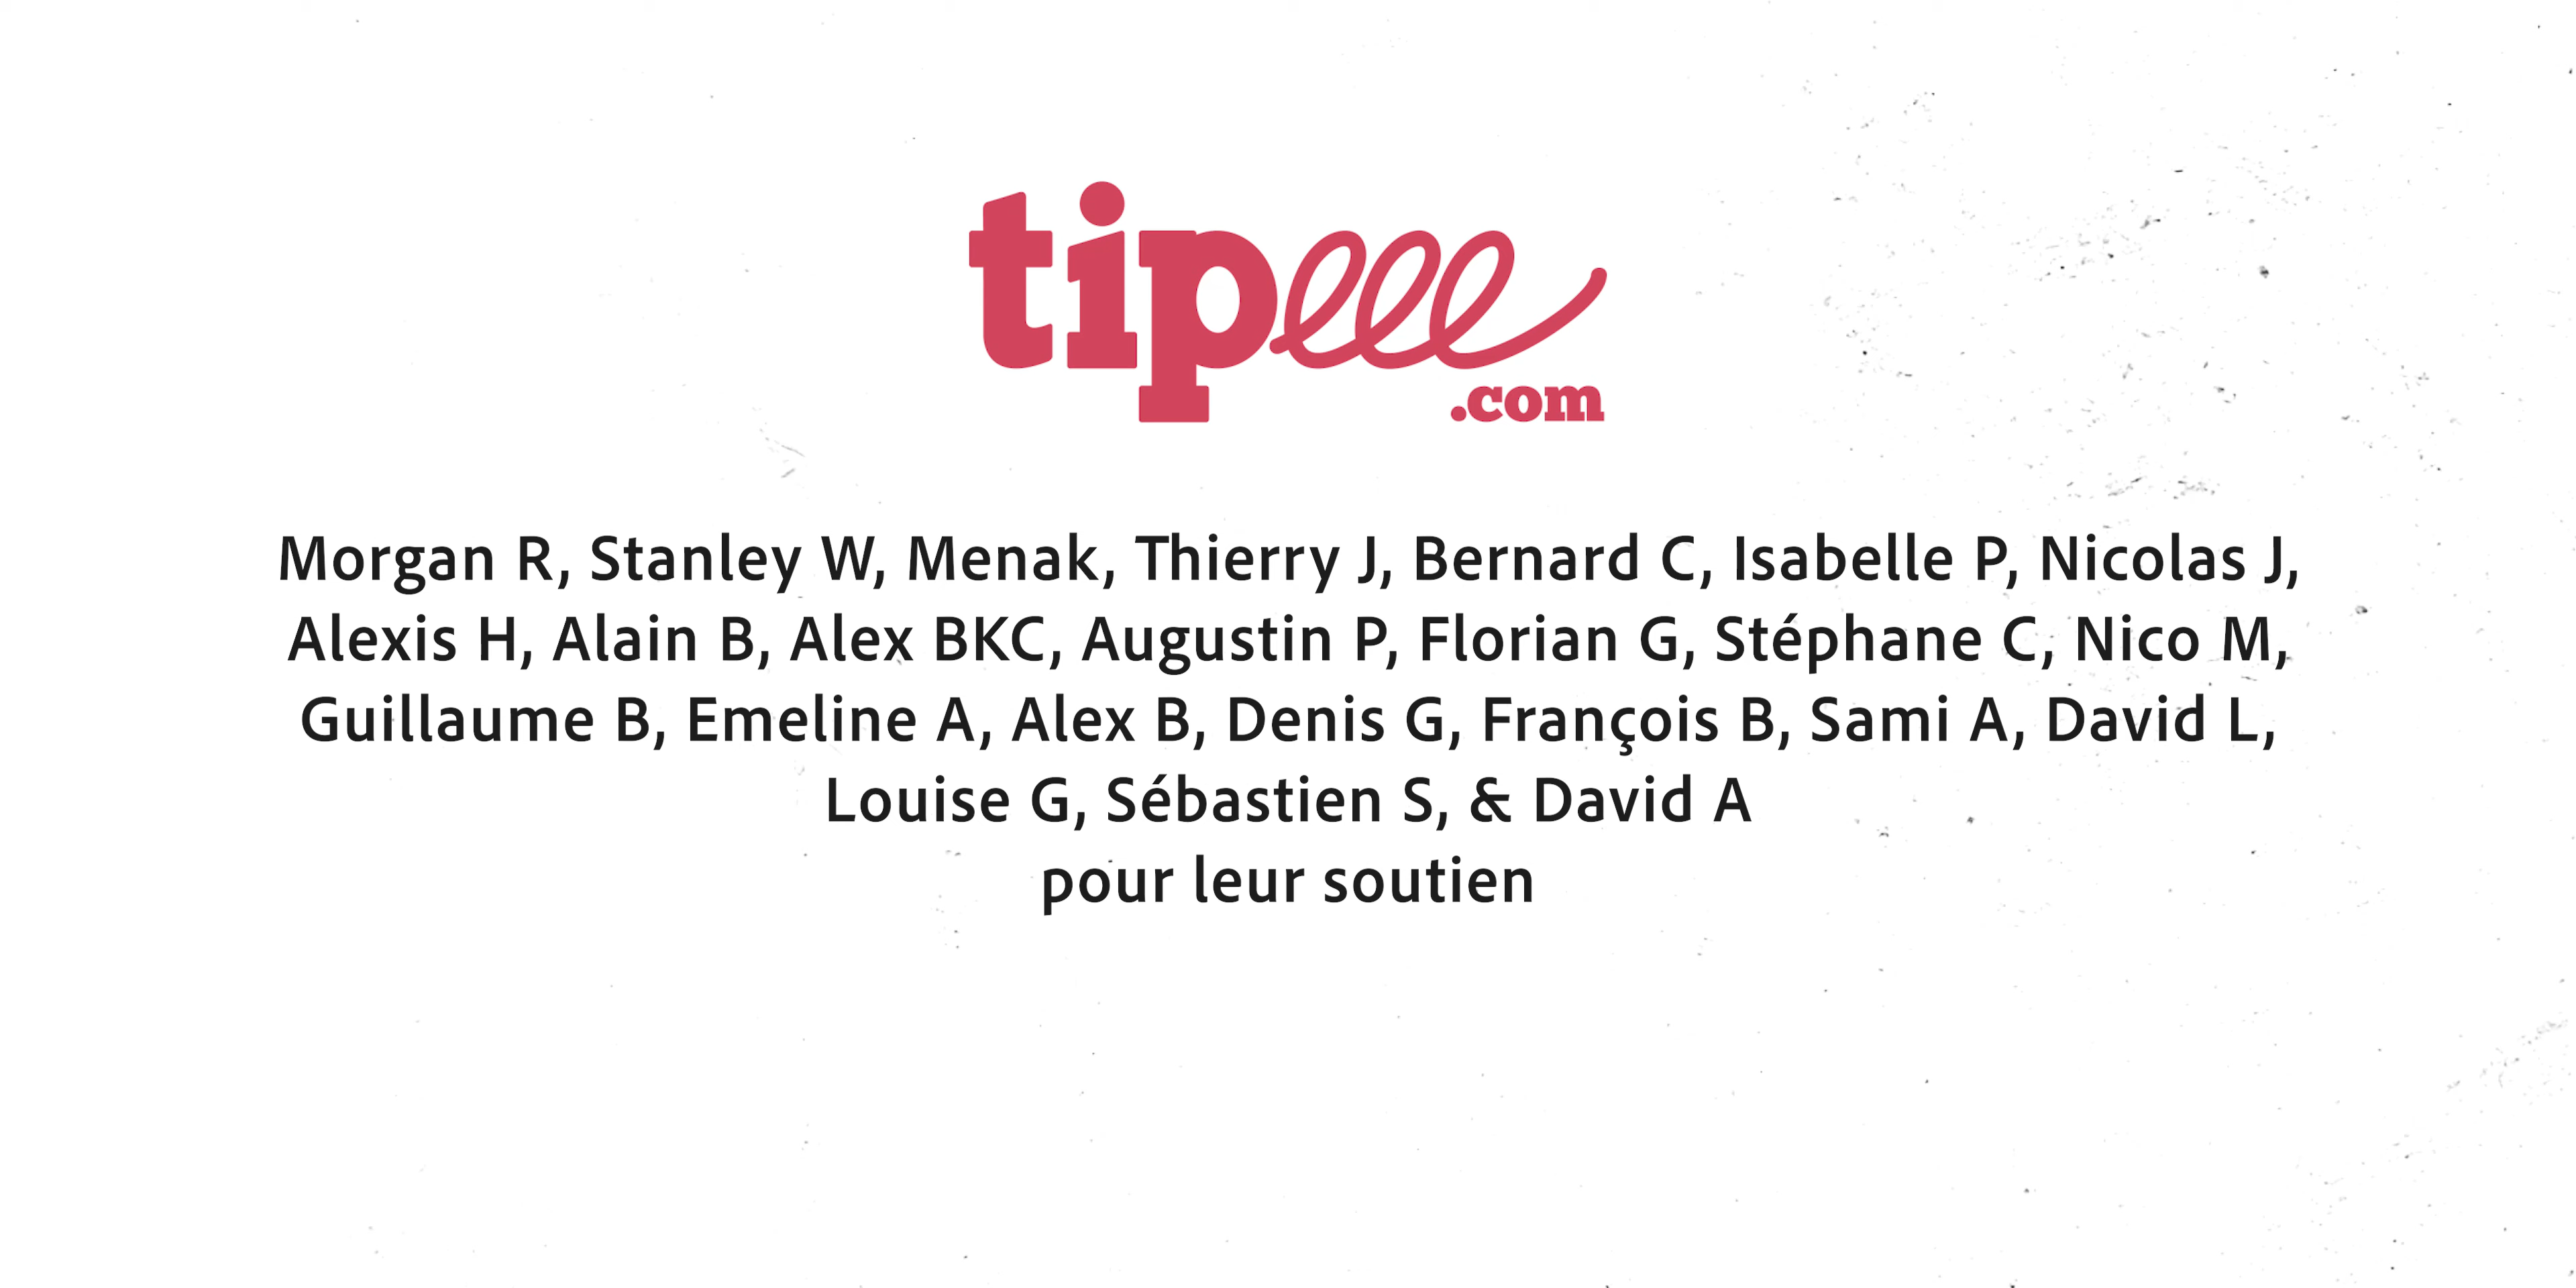 tipeee
.com
Morgan R, Stanley W, Menak, Thierry J, Bernard C, Isabelle P, Nicolas J,
Alexis H, Alain B, Alex BKC, Augustin P, Florian G, Stéphane C, Nico M,
Guillaume B, Emeline A, Alex B, Denis G, François B, Sami A, David L,
Louise G, Sébastien S, & David A
pour leur soutien